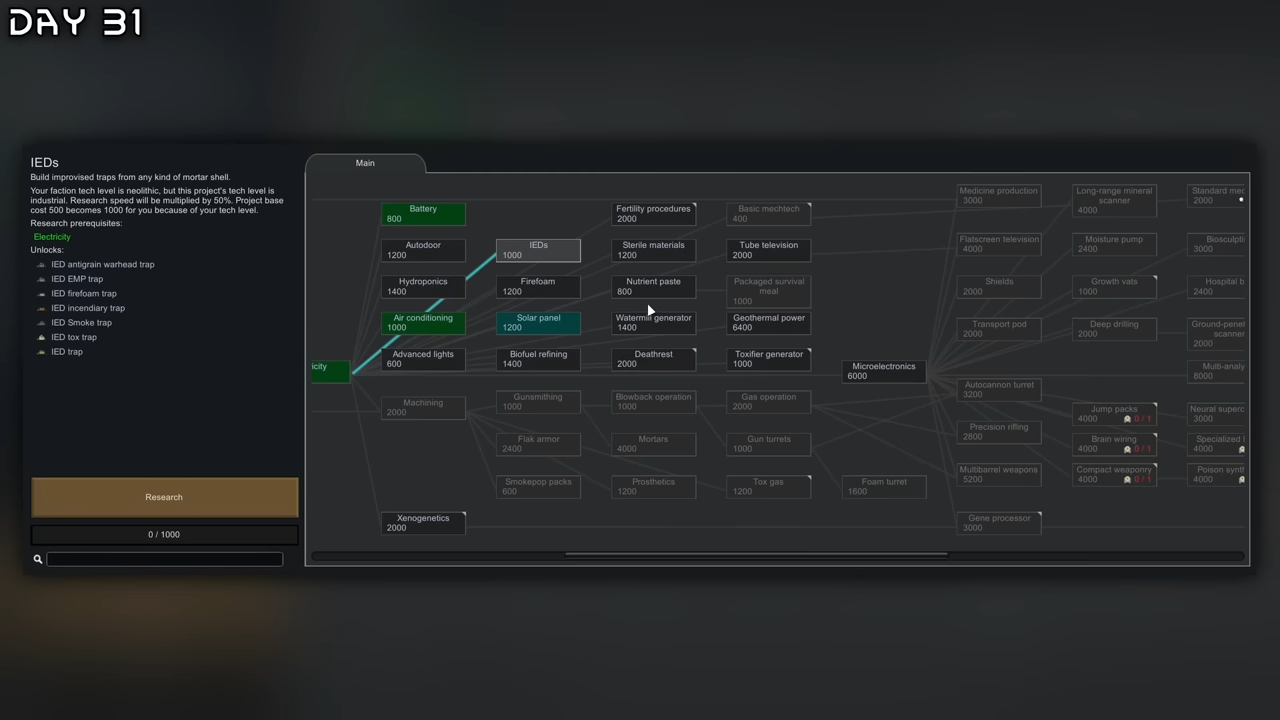 DAY 31
IEDs
Build improvised traps from any kind of mortar shell.
Your faction tech level is neolithic, but this project's tech level is
industrial. Research speed will be multiplied by 50%. Project base
cost 500 becomes 1000 for you because of your tech level.
Research prerequisites:
Electricity
Unlocks:
IED antigrain warhead trap
IED EMP trap
IED firefoam trap
IED incendiary trap
IED Smoke trap
IED tox trap
IED trap
Research
0 / 1000
Main
Battery
800
Autodoor
1200
Hydroponics
1400
Air conditioning
1000
Advanced lights
600
icity
Machining
2000
Xenogenetics
2000
IEDs
1000
Firefoam
1200
Solar panel
1200
Biofuel refining
1400
Gunsmithing
1000
Flak armor
2400
Smokepop packs
600
Fertility procedures
2000
Sterile materials
1200
Nutrient paste
800
Watermill generator
1400
Deathrest
2000
Blowback operation
1000
Mortars
4000
Prosthetics
1200
Basic mechtech
400
Tube television
2000
Packaged survival
meal
1000
Geothermal power
6400
Toxifier generator
1000
Gas operation
2000
Gun turrets
1000
Tox gas
1200
Microelectronics
6000
Foam turret
1600
Medicine production
3000
Flatscreen television
4000
Shields
2000
Transport pod
2000
Autocannon turret
3200
Precision rifling
2800
Multibarrel weapons
5200
Gene processor
3000
Long-range mineral
scanner
4000
Moisture pump
2400
Growth vats
1000
Deep drilling
2000
Jump packs
4000 0 / 1
Brain wiring
4000 0 / 1
Compact weaponry
4000 0 / 1
Standard mec
2000
Biosculpti
3000
Hospital b
2400
Ground-penet
scanner
2000
Multi-analy
8000
Neural superc
3000
Specialized l
4000
Poison synth
4000